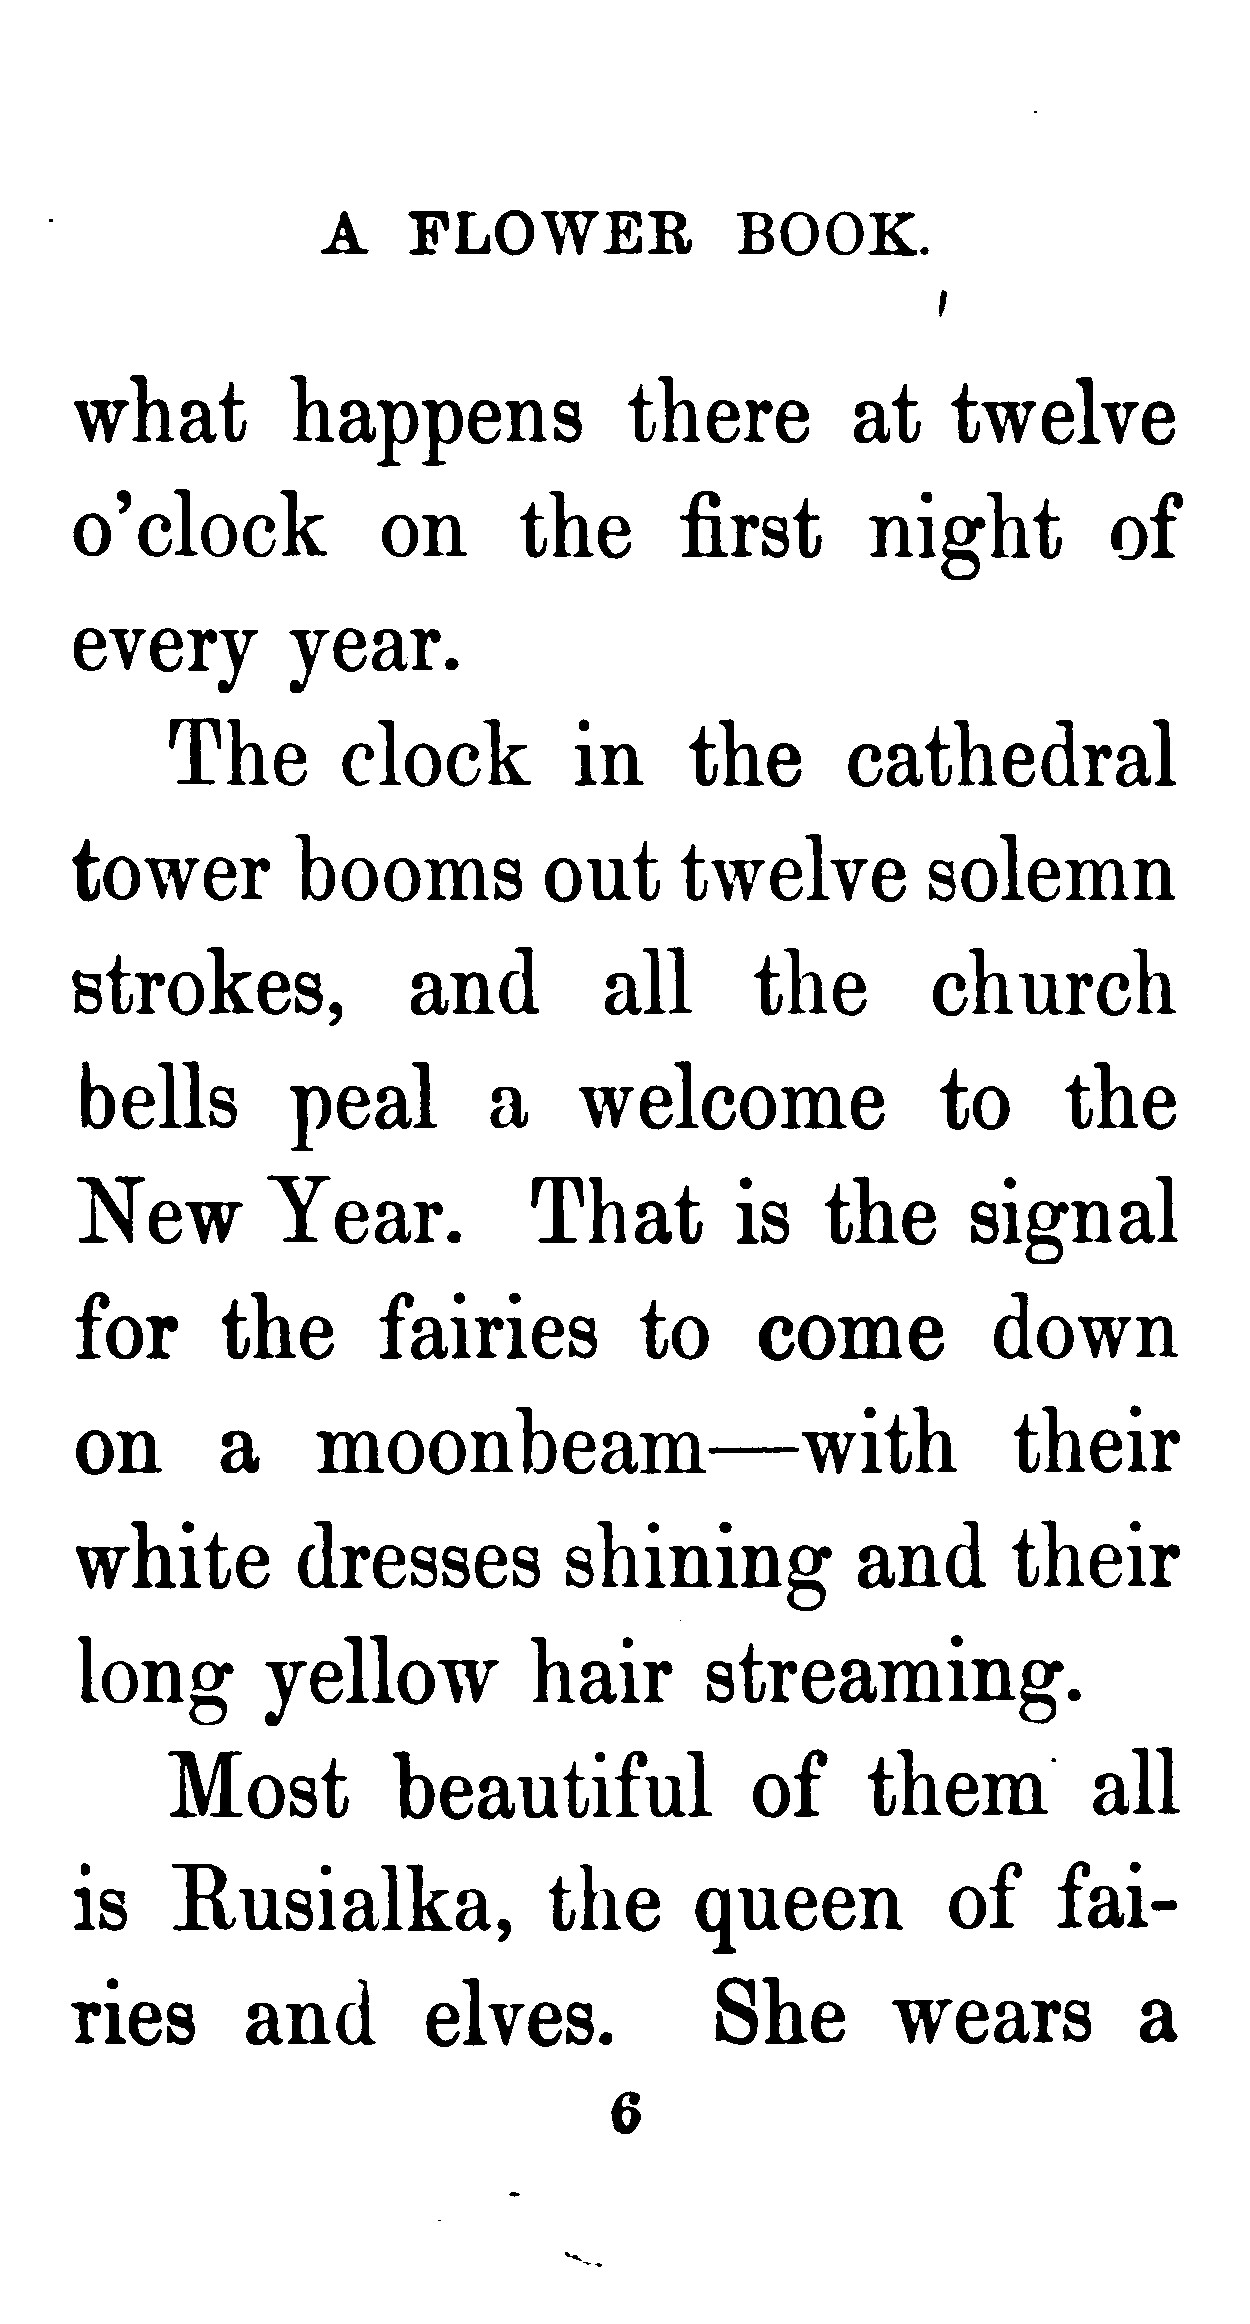 A FLOWER BOOK.
what happens there at twelve
o'clock on the first night of
every year.
The clock in the cathedral
tower booms out twelve solemn
strokes, and all the church
bells peal a welcome to the
New Year. That is the signal
for the fairies to come down
on a moonbeam—with their
white dresses shining and their
long yellow hair streaming.
Most beautiful of them all
is Rusialka, the queen of fai-
ries and elves. She wears a
6